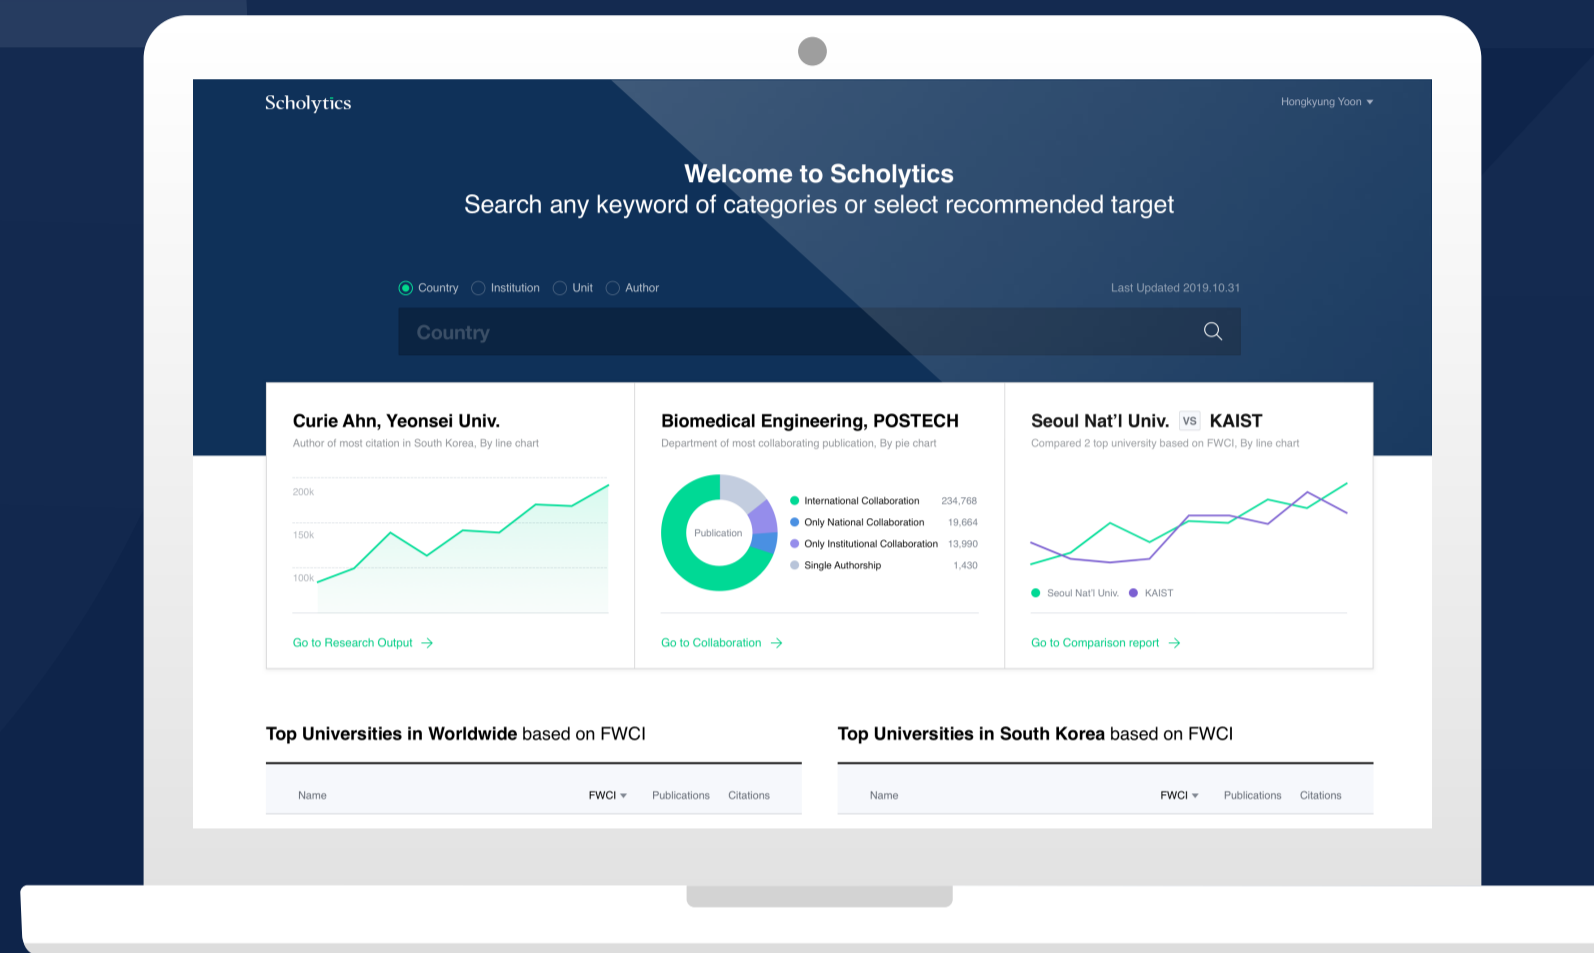 Scholytics
Hongkyung Yoon
Welcome to Scholytics
Search any keyword of categories or select recommended target
Country Institution Unit Author
Last Updated 2019.10.31
Country
Curie Ahn, Yeonsei Univ.
Author of most citation in South Korea, By line chart
200k
150k
100k
Go to Research Output →
Biomedical Engineering, POSTECH
Department of most collaborating publication, By pie chart
Publication
International Collaboration 234,768
Only National Collaboration 19,664
Only Institutional Collaboration 13,990
Single Authorship 1,430
Go to Collaboration →
Seoul Nat'l Univ. VS KAIST
Compared 2 top university based on FWCI, By line chart
Seoul Nat'l Univ. KAIST
Go to Comparison report →
Top Universities in Worldwide based on FWCI
Name FWCI Publications Citations
Top Universities in South Korea based on FWCI
Name FWCI Publications Citations